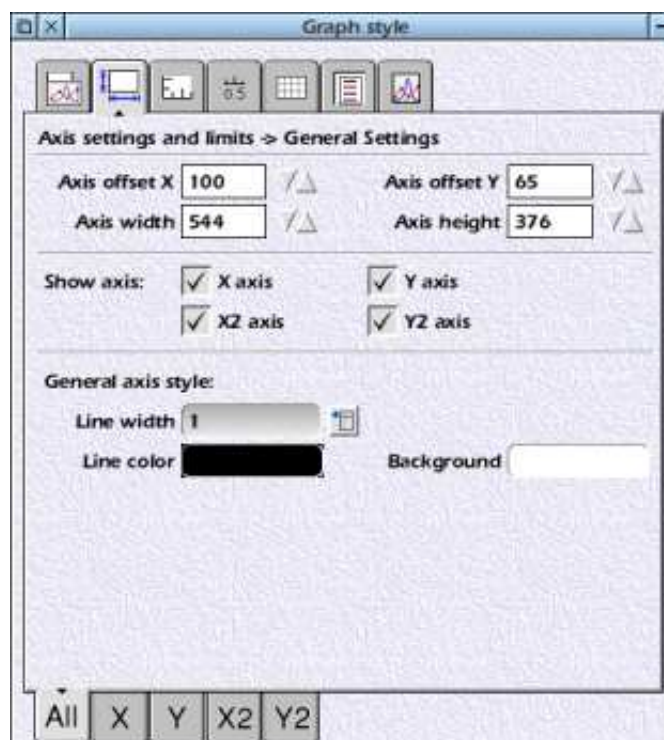 Graph style
0.5
Axis settings and limits -> General Settings
Axis offset X 100 Axis offset Y 65
Axis width 544 Axis height 376
Show axis: X axis Y axis
X2 axis Y2 axis
General axis style:
Line width 1
Line color Background
All X Y X2 Y2